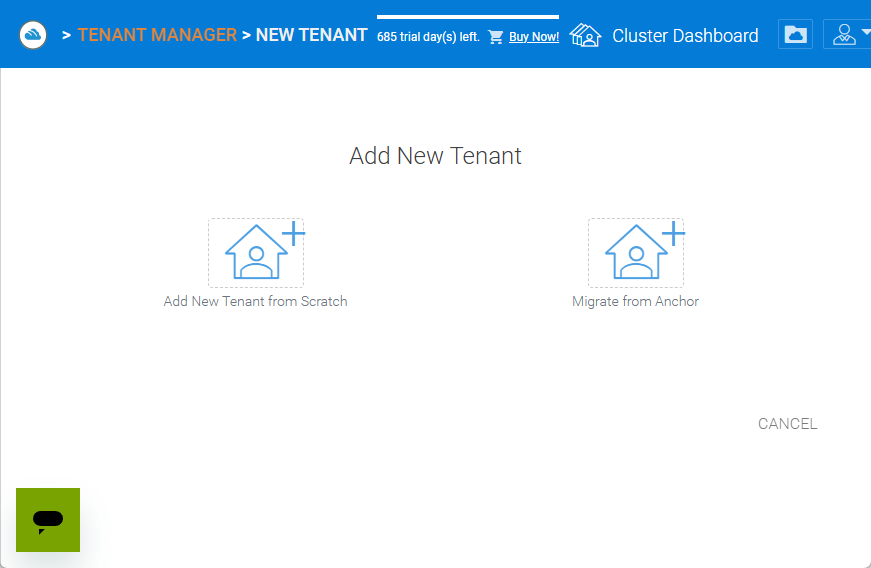 > TENANT MANAGER > NEW TENANT 685 trial day(s) left. Buy Now! Cluster Dashboard
Add New Tenant
Add New Tenant from Scratch Migrate from Anchor
CANCEL